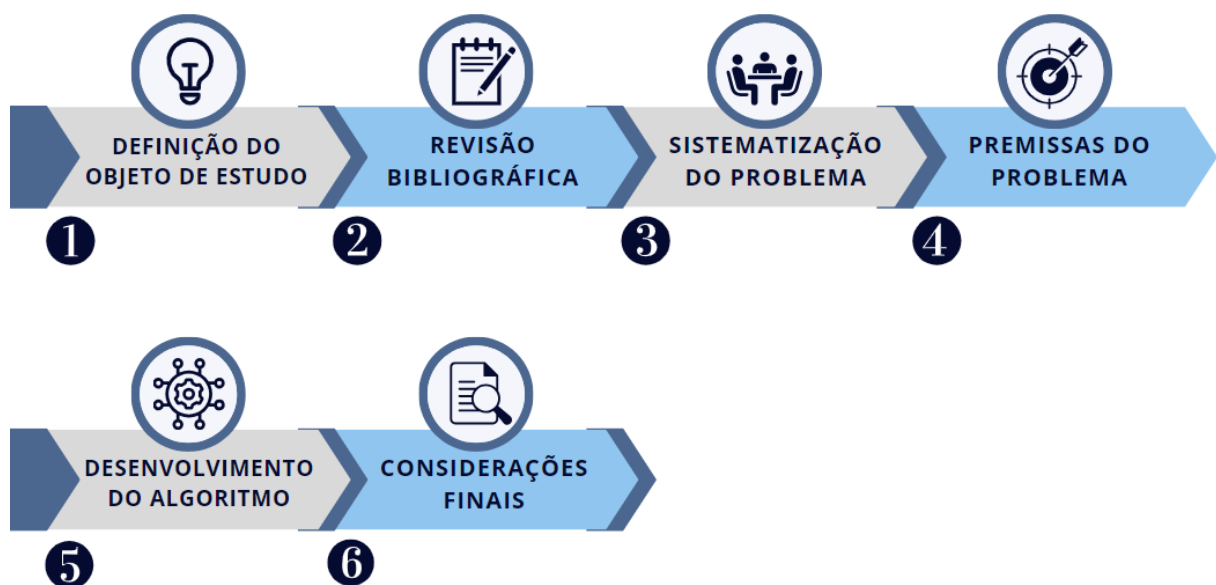 DEFINIÇÃO DO
OBJETO DE ESTUDO
1
REVISÃO
BIBLIOGRÁFICA
2
SISTEMATIZAÇÃO
DO PROBLEMA
3
PREMISSAS DO
PROBLEMA
4
DESENVOLVIMENTO
DO ALGORITMO
5
CONSIDERAÇÕES
FINAIS
6